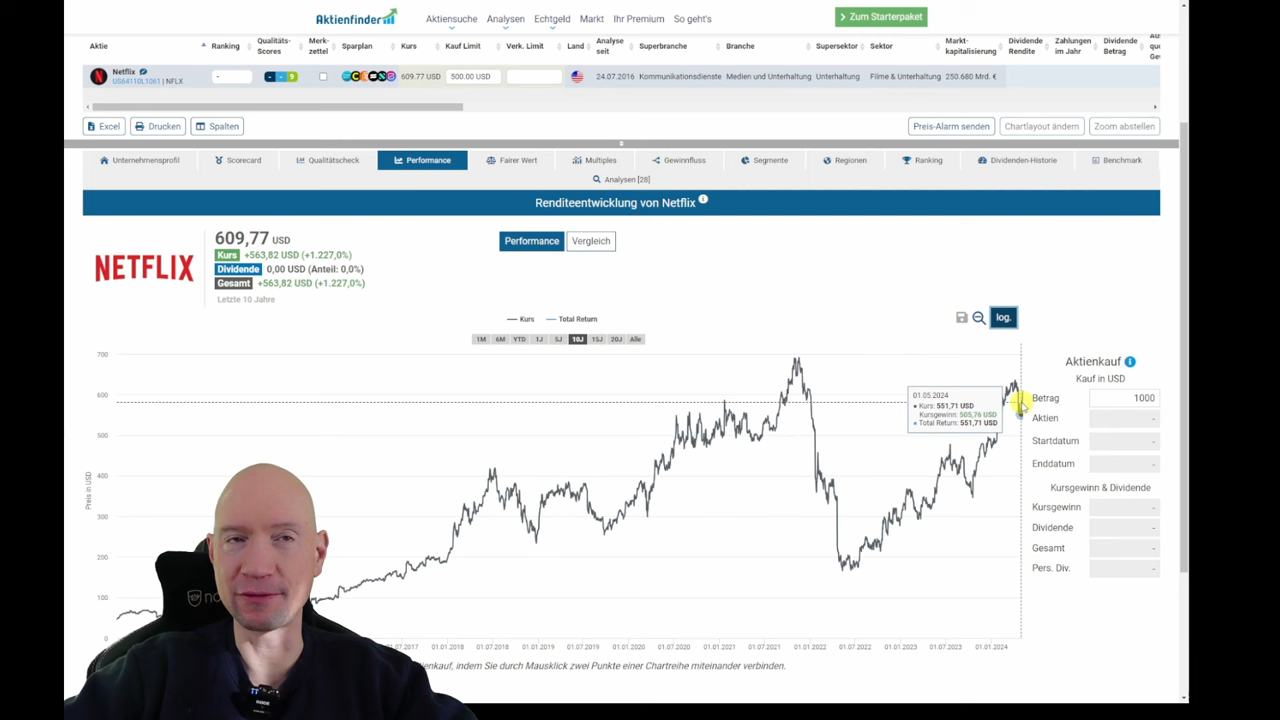 Aktienfinder
Aktiensuche Analysen Echtgeld Markt Ihr Premium So geht's
Zum Starterpaket
Aktie Ranking Qualitäts-Scores Merk-zettel Sparplan Kurs Kauf Limit Verk. Limit Land Analyse seit Superbranche Branche Supersektor Sektor Markt-kapitalisierung Dividende Rendite Zahlungen im Jahr Dividende Betrag
Netflix
US64110L1061 | NFLX - - - 9 609.77 USD 500.00 USD 24.07.2016 Kommunikationsdienste Medien und Unterhaltung Unterhaltung Filme & Unterhaltung 250.680 Mrd. €
Excel Drucken Spalten Preis-Alarm senden Chartlayout ändern Zoom abstellen
Unternehmensprofil Scorecard Qualitätscheck Performance Fairer Wert Multiples Gewinnfluss Segmente Regionen Ranking Dividenden-Historie Benchmark
Analysen [28]
Renditeentwicklung von Netflix
NETFLIX
609,77 USD
Kurs +563,82 USD (+1.227,0%)
Dividende 0,00 USD (Anteil: 0,0%)
Gesamt +563,82 USD (+1.227,0%)
Letzte 10 Jahre
Performance Vergleich
Kurs Total Return
log.
1M 6M YTD 1J 5J 10J 15J 20J Alle
Preis in USD
700
600
500
400
300
200
100
0
01.05.2024
Kurs: 551,71 USD
Kursgewinn: 505,76 USD
Total Return: 551,71 USD
01.07.2017 01.01.2018 01.07.2018 01.01.2019 01.07.2019 01.01.2020 01.07.2020 01.01.2021 01.07.2021 01.01.2022 01.07.2022 01.01.2023 01.07.2023 01.01.2024
Aktienkauf
Kauf in USD
Betrag 1000
Aktien -
Startdatum -
Enddatum -
Kursgewinn & Dividende
Kursgewinn -
Dividende -
Gesamt -
Pers. Div. -
tienkauf, indem Sie durch Mausklick zwei Punkte einer Chartreihe miteinander verbinden.